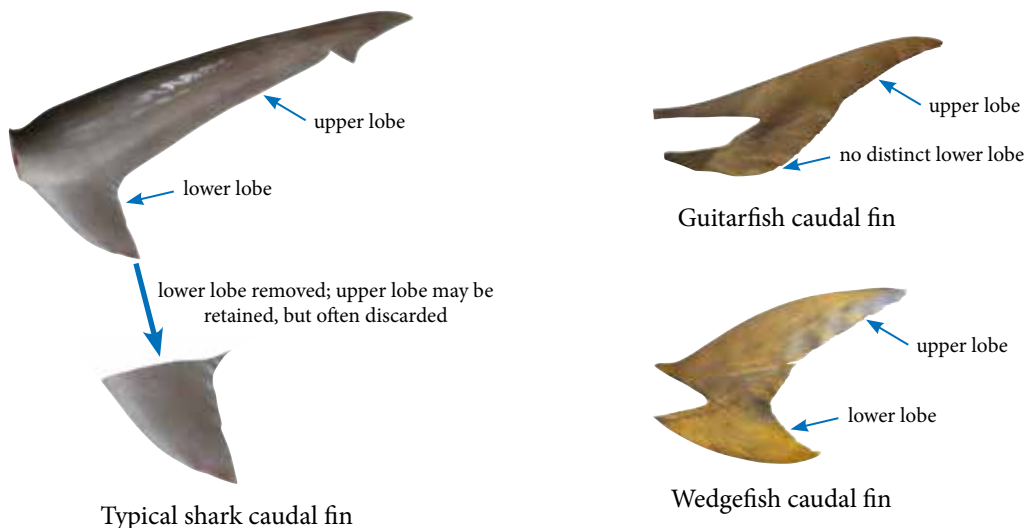 upper lobe
lower lobe
lower lobe removed; upper lobe may be
retained, but often discarded
Typical shark caudal fin
upper lobe
no distinct lower lobe
Guitarfish caudal fin
upper lobe
lower lobe
Wedgefish caudal fin